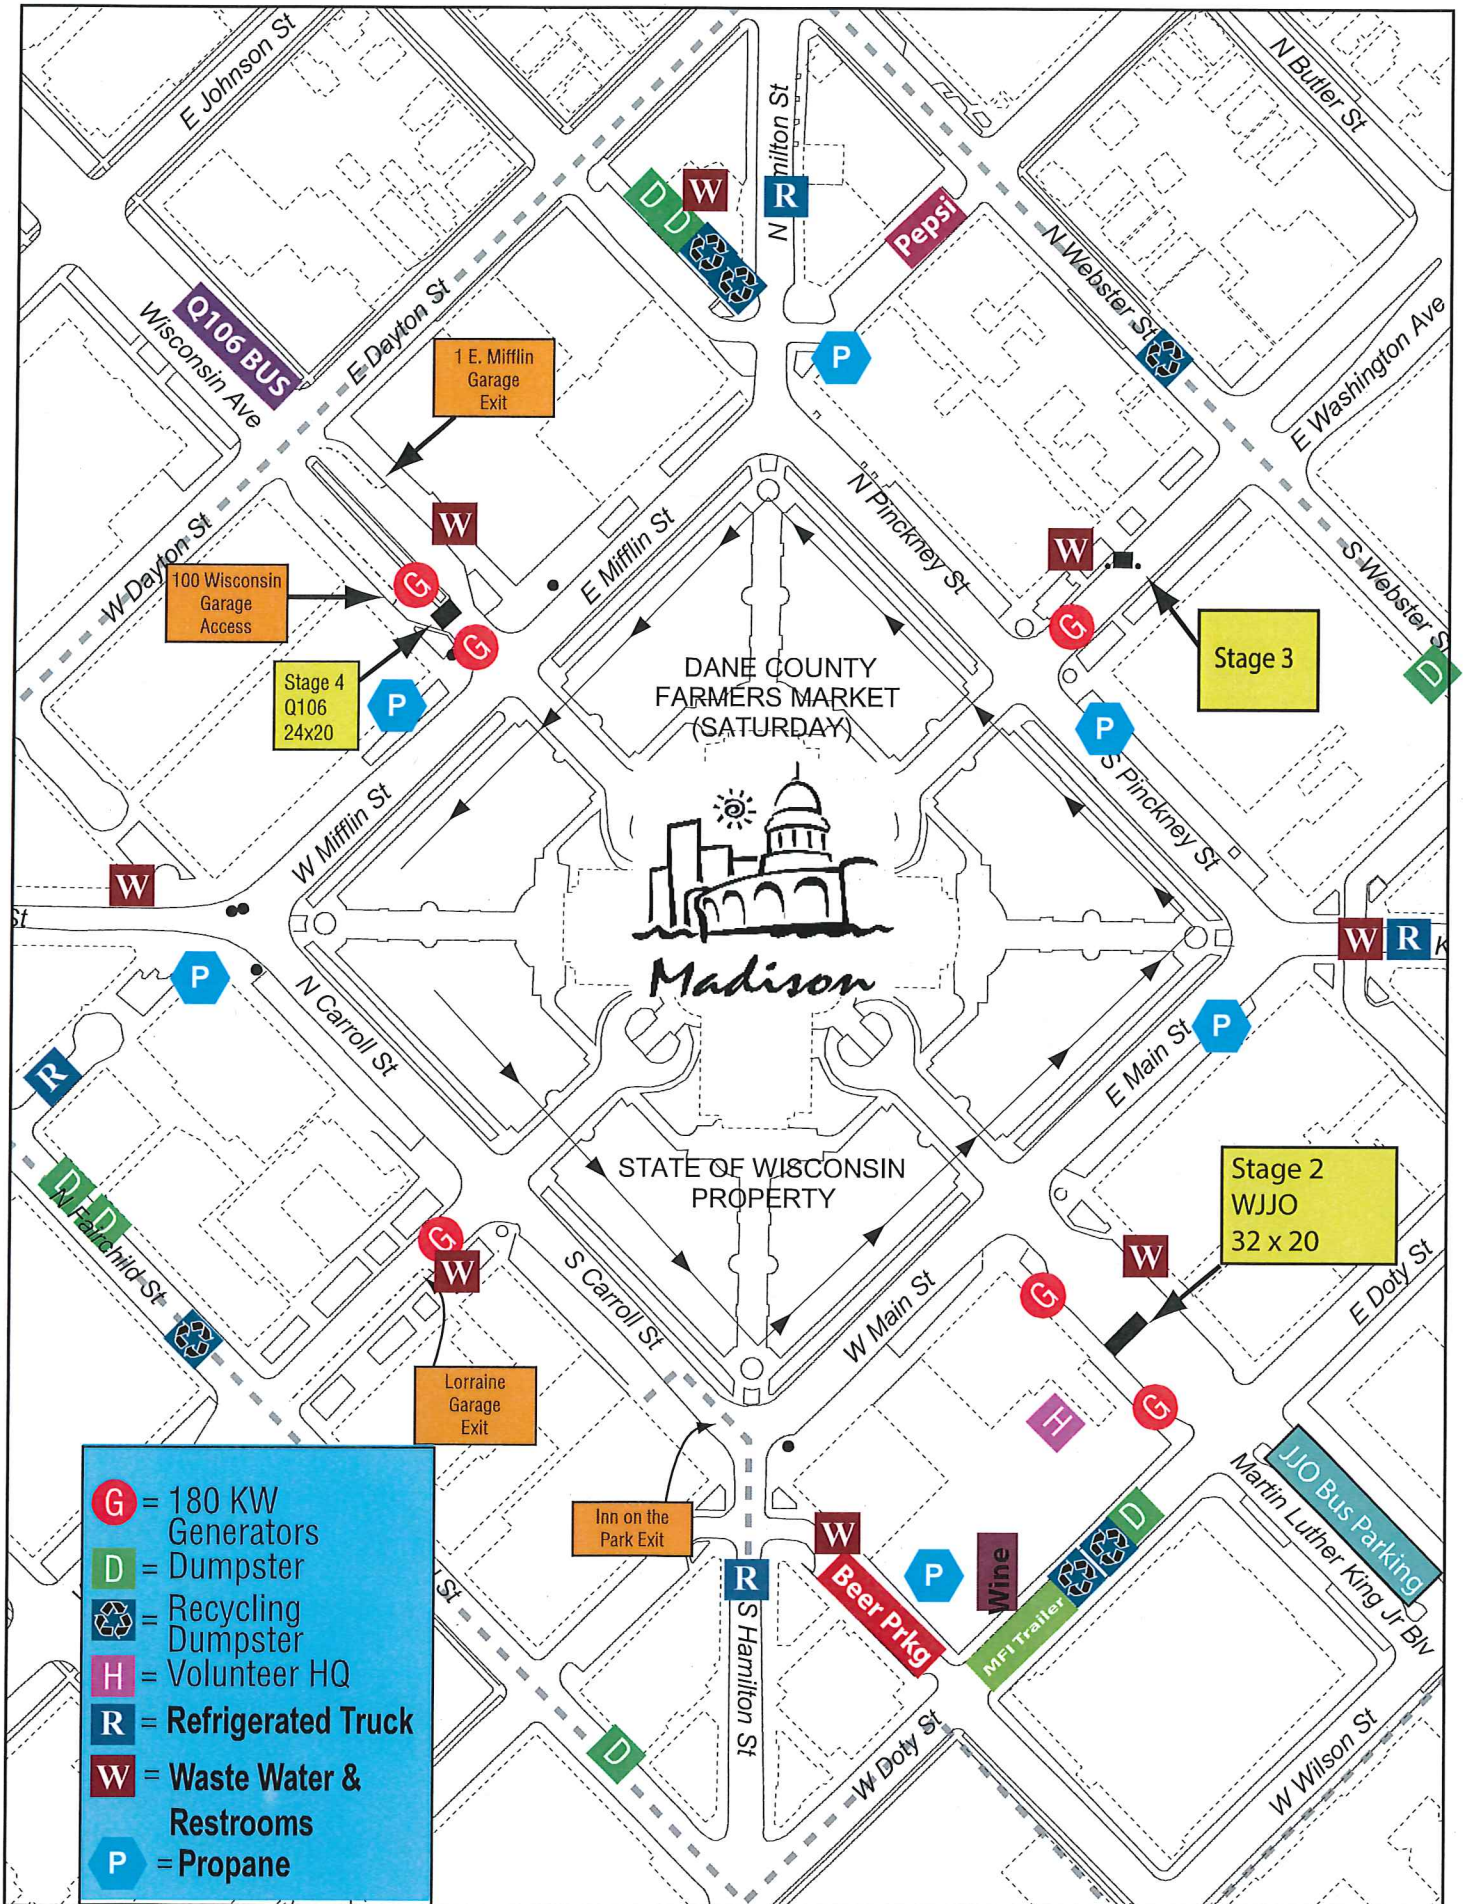 E Johnson St
N Butler St
N
milton St
D
D
W
R
Pepsi
N Webster St
Q106 BUS
Wisconsin Ave
E Dayton St
1 E. Mifflin
Garage
Exit
P
E Washington Ave
W
W Dayton St
E Mifflin St
N Pinckney St
W
S Webster St
100 Wisconsin
Garage
Access
G
G
G
Stage 3
D
Stage 4
Q106
24x20
P
DANE COUNTY
FARMERS MARKET
(SATURDAY)
P
S Pinckney St
W Mifflin St
W
St
Madison
W
R
K
P
N Carroll St
P
E Main St
R
STATE OF WISCONSIN
PROPERTY
Stage 2
WJJO
32 x 20
D
D
N Fairchild St
G
W
S Carroll St
W Main St
W
G
E Doty St
Lorraine
Garage
Exit
H
G
Inn on the
Park Exit
W
JJO Bus Parking
Martin Luther King Jr Blv
D
P
Wine
R
Beer Prkg
MFI Trailer
St
S Hamilton St
D
W Doty St
W Wilson St
G = 180 KW
Generators
D = Dumpster
= Recycling
Dumpster
H = Volunteer HQ
R = Refrigerated Truck
W = Waste Water &
Restrooms
P = Propane